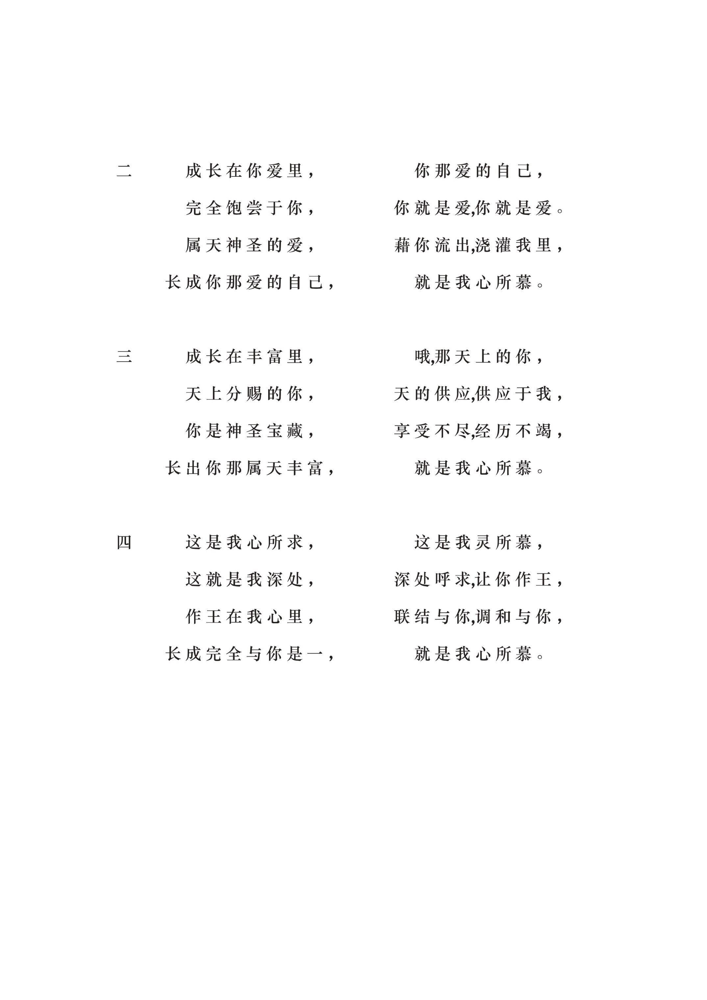 二 成长在你爱里， 你那爱的自己，
完全饱尝于你， 你就是爱,你就是爱。
属天神圣的爱， 藉你流出,浇灌我里，
长成你那爱的自己， 就是我心所慕。
三 成长在丰富里， 哦,那天上的你，
天上分赐的你， 天的供应,供应于我，
你是神圣宝藏， 享受不尽,经历不竭，
长出你那属天丰富， 就是我心所慕。
四 这是我心所求， 这是我灵所慕，
这就是我深处， 深处呼求,让你作王，
作王在我心里， 联结与你,调和与你，
长成完全与你是一， 就是我心所慕。